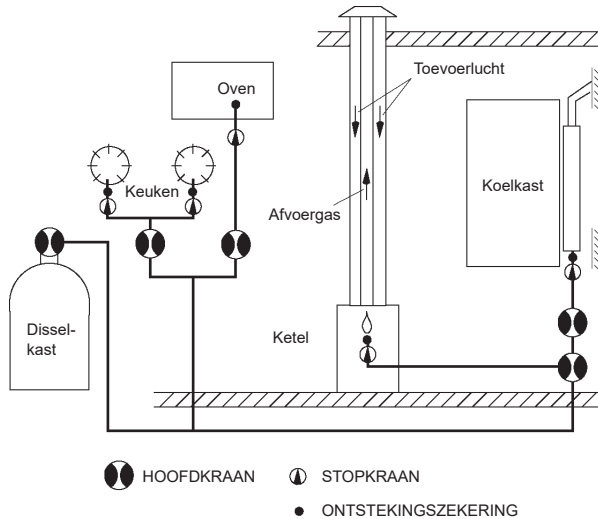 Toevoerlucht
Oven
Keuken
Koelkast
Afvoergas
Dissel-
kast
Ketel
HOOFDKRAAN
STOPKRAAN
ONTSTEKINGSZEKERING